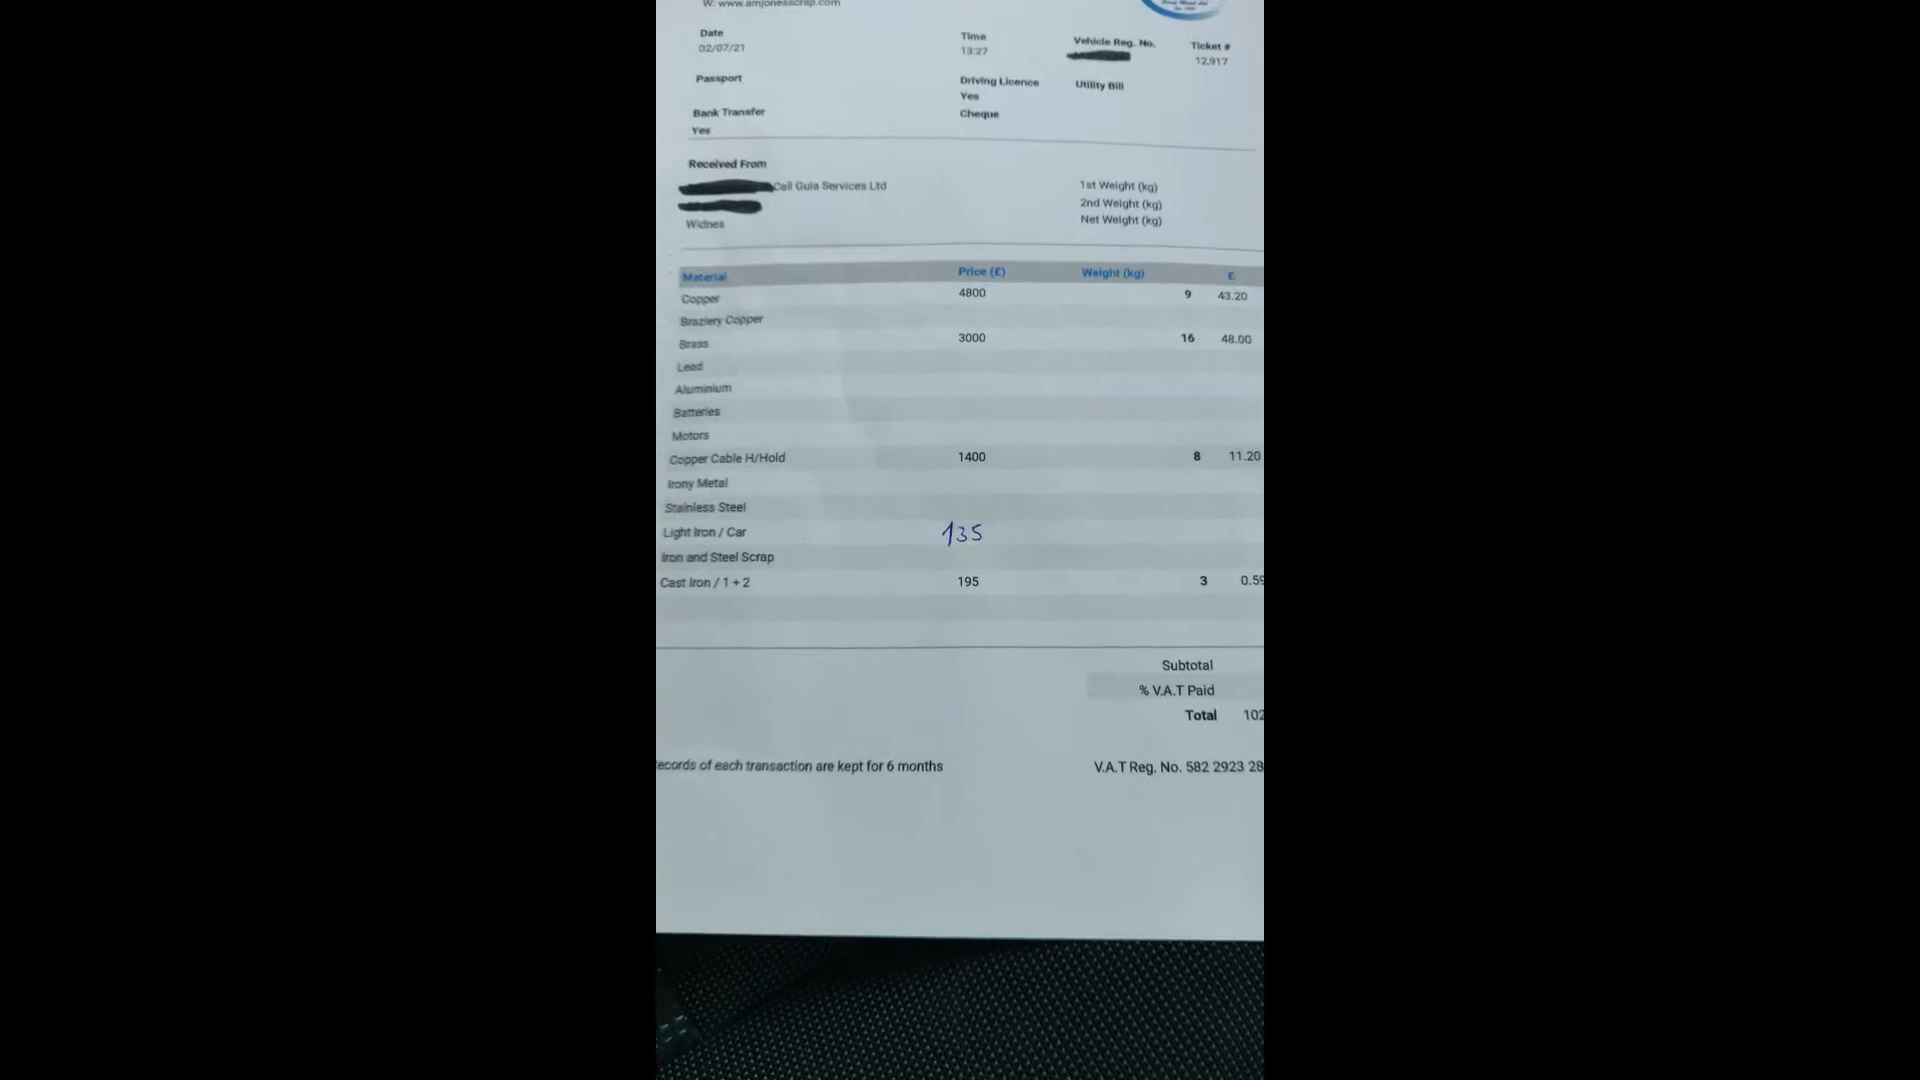 W: www.amjonesscrap.com
Date Time Vehicle Reg. No. Ticket #
02/07/21 13:27 12,917
Passport Driving Licence Utility Bill
Yes
Bank Transfer Cheque
Yes
Received From
Call Gula Services Ltd 1st Weight (kg)
2nd Weight (kg)
Widnes Net Weight (kg)
Material Price (£) Weight (kg) £
Copper 4800 9 43.20
Braziery Copper
Brass 3000 16 48.00
Lead
Aluminium
Batteries
Motors
Copper Cable H/Hold 1400 8 11.20
Irony Metal
Stainless Steel
Light Iron / Car 135
Iron and Steel Scrap
Cast Iron / 1 + 2 195 3 0.59
Subtotal
% V.A.T Paid
Total 102
ecords of each transaction are kept for 6 months V.A.T Reg. No. 582 2923 28